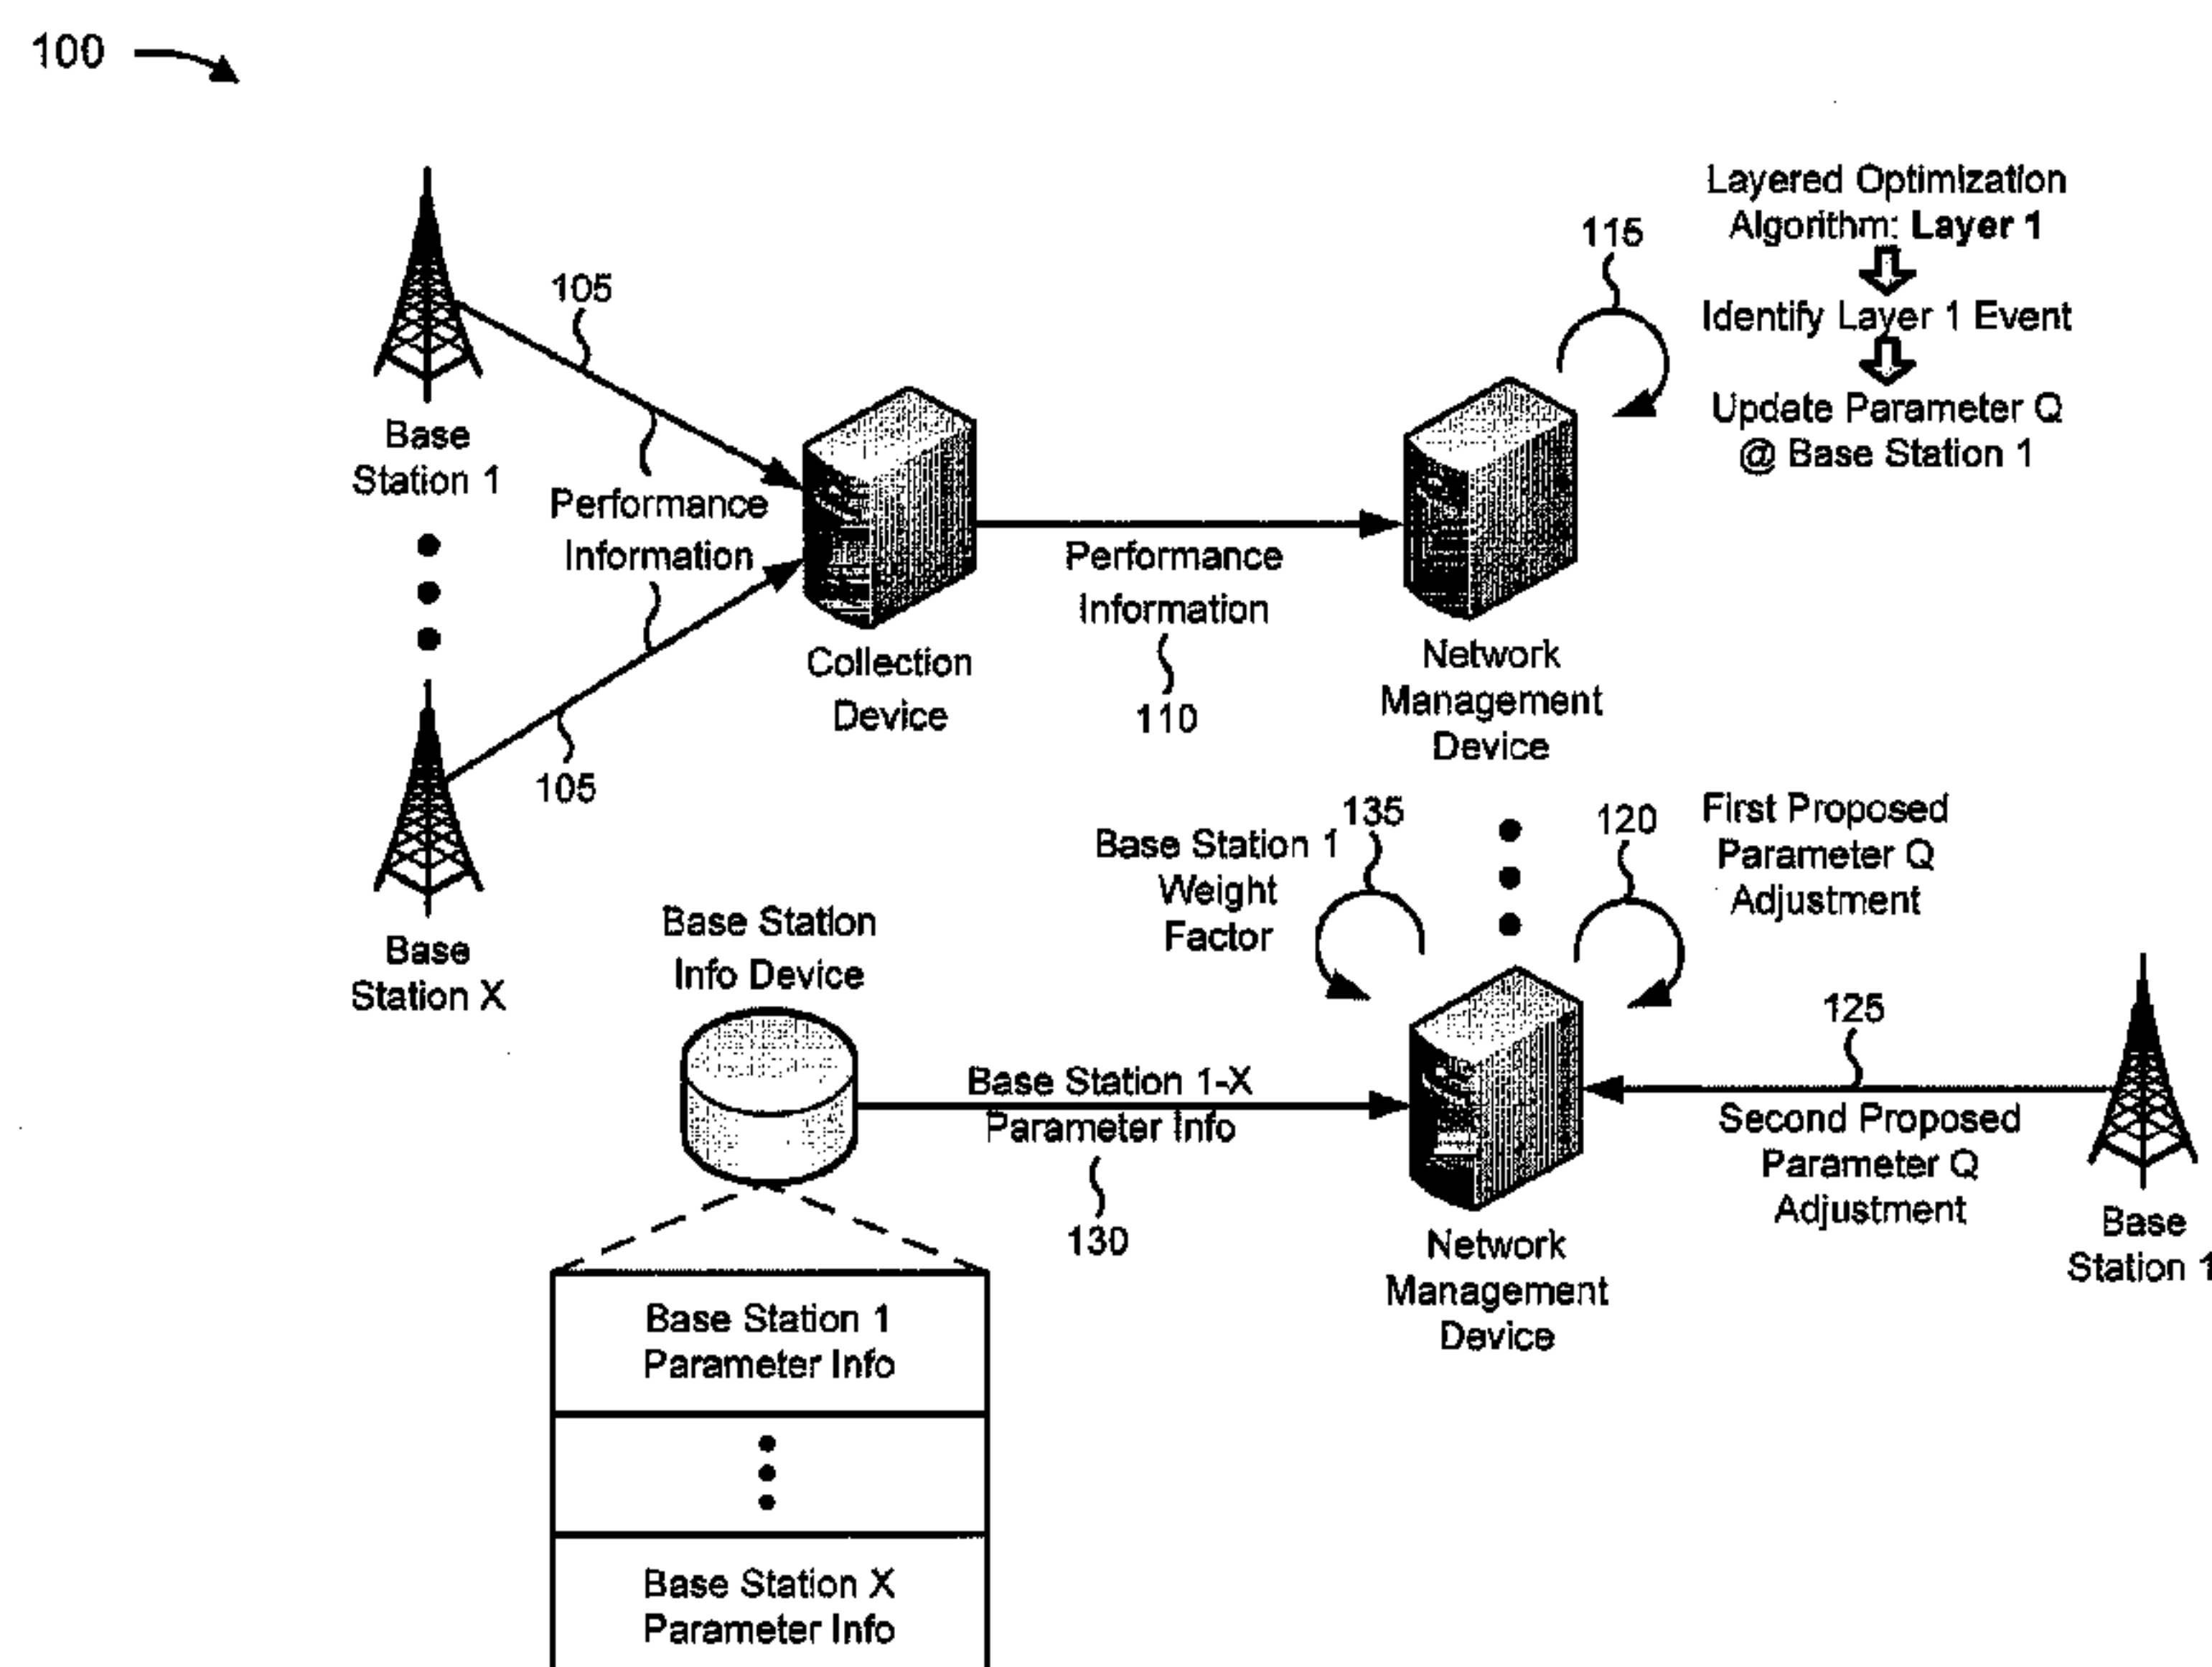 100
Layered Optimization
Algorithm: Layer 1
115
Identify Layer 1 Event
Update Parameter Q
@ Base Station 1
105
Base
Station 1
Performance
Information
Performance
Information
110
Collection
Device
Network
Management
Device
105
Base
Station X
Base Station 1
Weight
Factor
135
120
First Proposed
Parameter Q
Adjustment
Base Station
Info Device
125
Base Station 1-X
Parameter Info
130
Second Proposed
Parameter Q
Adjustment
Base
Station 1
Network
Management
Device
Base Station 1
Parameter Info
Base Station X
Parameter Info